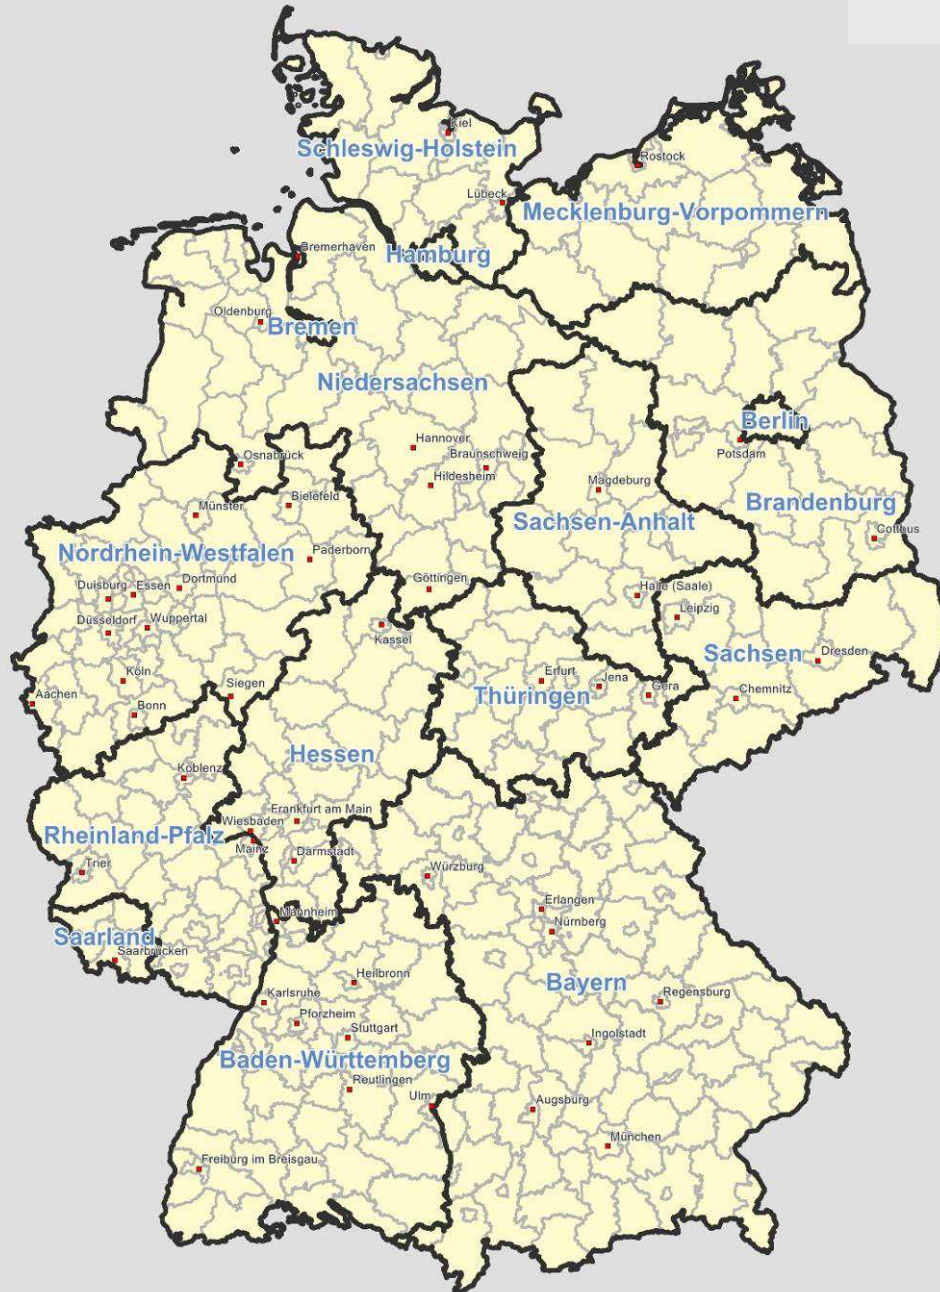 Kiel
Schleswig-Holstein
Rostock
Lübeck
Mecklenburg-Vorpommern
Bremerhaven
Hamburg
Oldenburg
Bremen
Niedersachsen
Berlin
Hannover
Potsdam
Braunschweig
Osnabrück
Hildesheim
Magdeburg
Bielefeld
Brandenburg
Münster
Sachsen-Anhalt
Cottbus
Nordrhein-Westfalen
Paderborn
Duisburg
Essen
Dortmund
Göttingen
Halle (Saale)
Leipzig
Düsseldorf
Wuppertal
Kassel
Sachsen
Dresden
Köln
Erfurt
Jena
Gera
Thüringen
Siegen
Aachen
Chemnitz
Bonn
Hessen
Koblenz
Frankfurt am Main
Wiesbaden
Rheinland-Pfalz
Mainz
Darmstadt
Trier
Würzburg
Erlangen
Mannheim
Nürnberg
Saarland
Saarbrücken
Heilbronn
Bayern
Karlsruhe
Regensburg
Pforzheim
Stuttgart
Ingolstadt
Baden-Württemberg
Reutlingen
Ulm
Augsburg
München
Freiburg im Breisgau